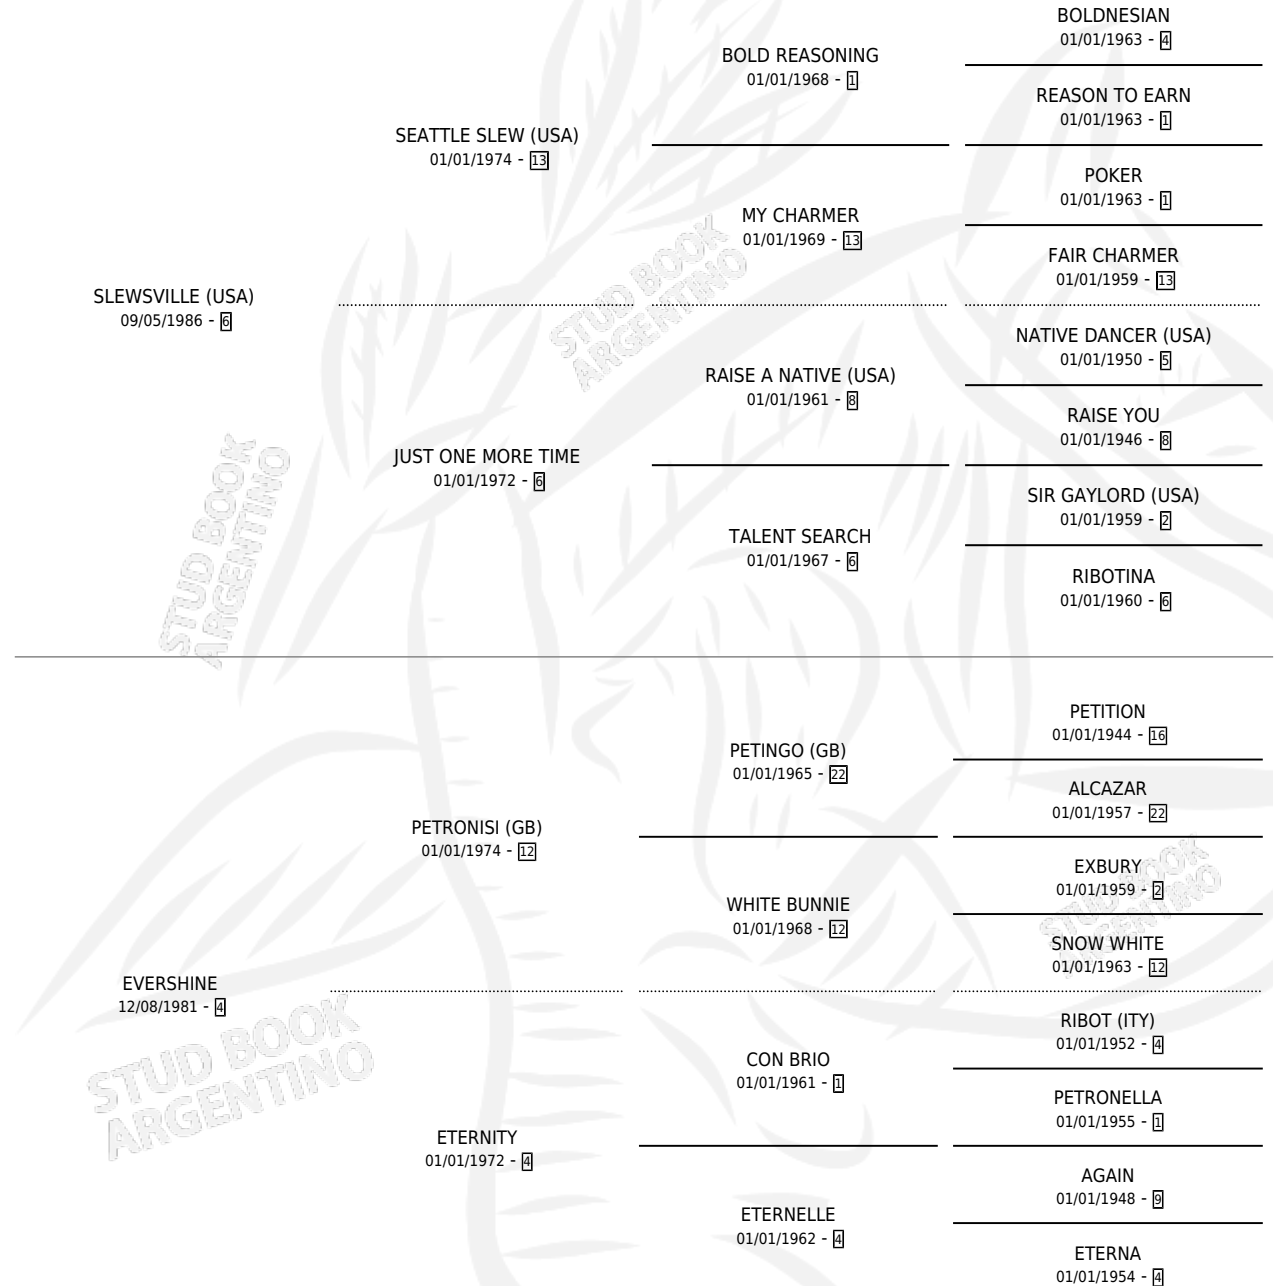 BOLDNESIAN
01/01/1963 - 4
BOLD REASONING
01/01/1968 - 1
REASON TO EARN
01/01/1963 - 1
SEATTLE SLEW (USA)
01/01/1974 - 13
POKER
01/01/1963 - 1
MY CHARMER
01/01/1969 - 13
FAIR CHARMER
01/01/1959 - 13
SLEWSVILLE (USA)
09/05/1986 - 6
STUD BOOK
ARGENTINO
NATIVE DANCER (USA)
01/01/1950 - 5
RAISE A NATIVE (USA)
01/01/1961 - 8
RAISE YOU
01/01/1946 - 8
JUST ONE MORE TIME
01/01/1972 - 6
SIR GAYLORD (USA)
01/01/1959 - 2
TALENT SEARCH
01/01/1967 - 6
RIBOTINA
01/01/1960 - 6
STUD BOOK
ARGENTINO
PETITION
01/01/1944 - 16
PETINGO (GB)
01/01/1965 - 22
ALCAZAR
01/01/1957 - 22
PETRONISI (GB)
01/01/1974 - 12
EXBURY
01/01/1959 - 2
WHITE BUNNIE
01/01/1968 - 12
STUD BOOK
ARGENTINO
SNOW WHITE
01/01/1963 - 12
EVERSHINE
12/08/1981 - 4
RIBOT (ITY)
01/01/1952 - 4
STUD BOOK
ARGENTINO
CON BRIO
01/01/1961 - 1
PETRONELLA
01/01/1955 - 1
ETERNITY
01/01/1972 - 4
AGAIN
01/01/1948 - 9
ETERNELLE
01/01/1962 - 4
ETERNA
01/01/1954 - 4